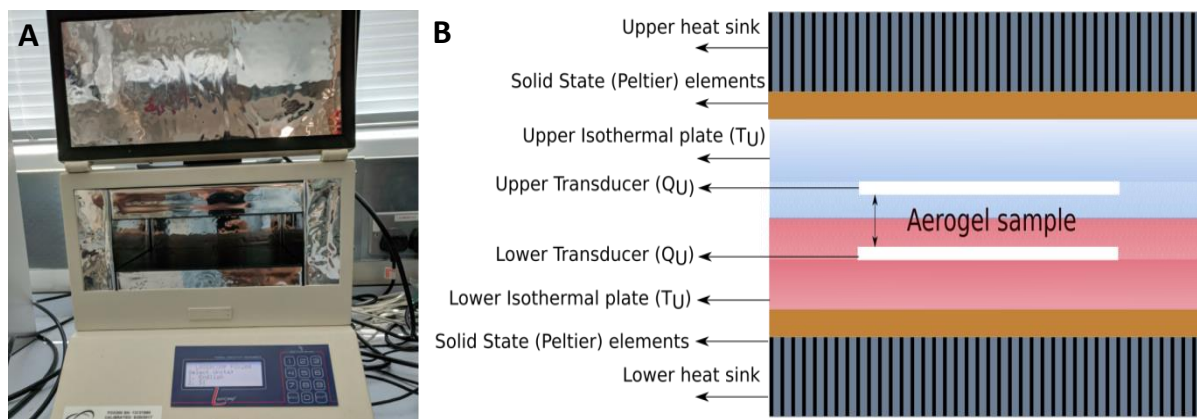 A
B
Upper heat sink
Solid State (Peltier) elements
Upper Isothermal plate (TU)
Upper Transducer (QU)
Aerogel sample
Lower Transducer (QU)
Lower Isothermal plate (TU)
Solid State (Peltier) elements
Lower heat sink